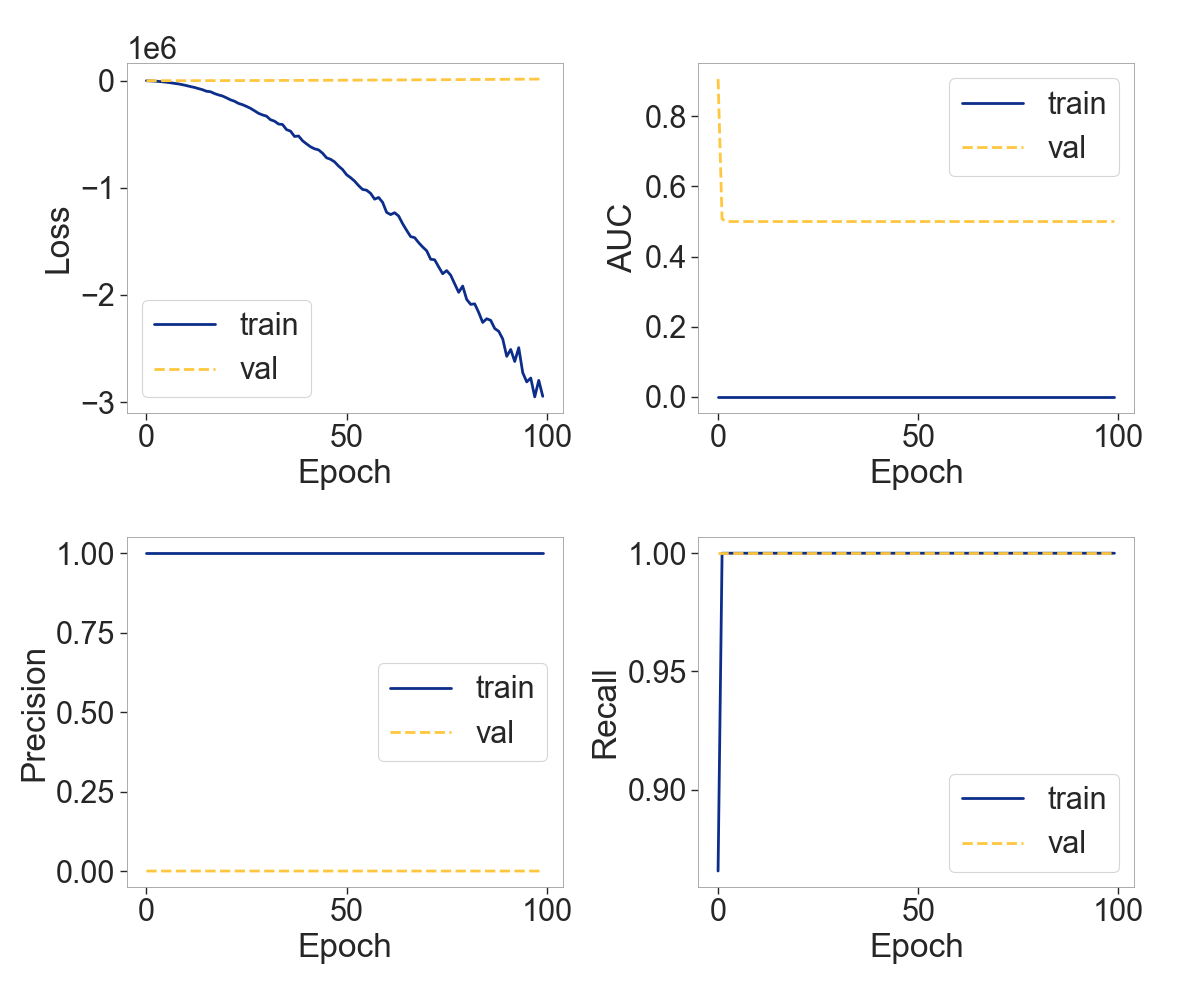 1e6
0
−1
−2
−3
Loss
train
val
0 50 100
Epoch
0.8
0.6
0.4
0.2
0.0
AUC
train
val
0 50 100
Epoch
1.00
0.75
0.50
0.25
0.00
Precision
train
val
0 50 100
Epoch
1.00
0.95
0.90
Recall
train
val
0 50 100
Epoch